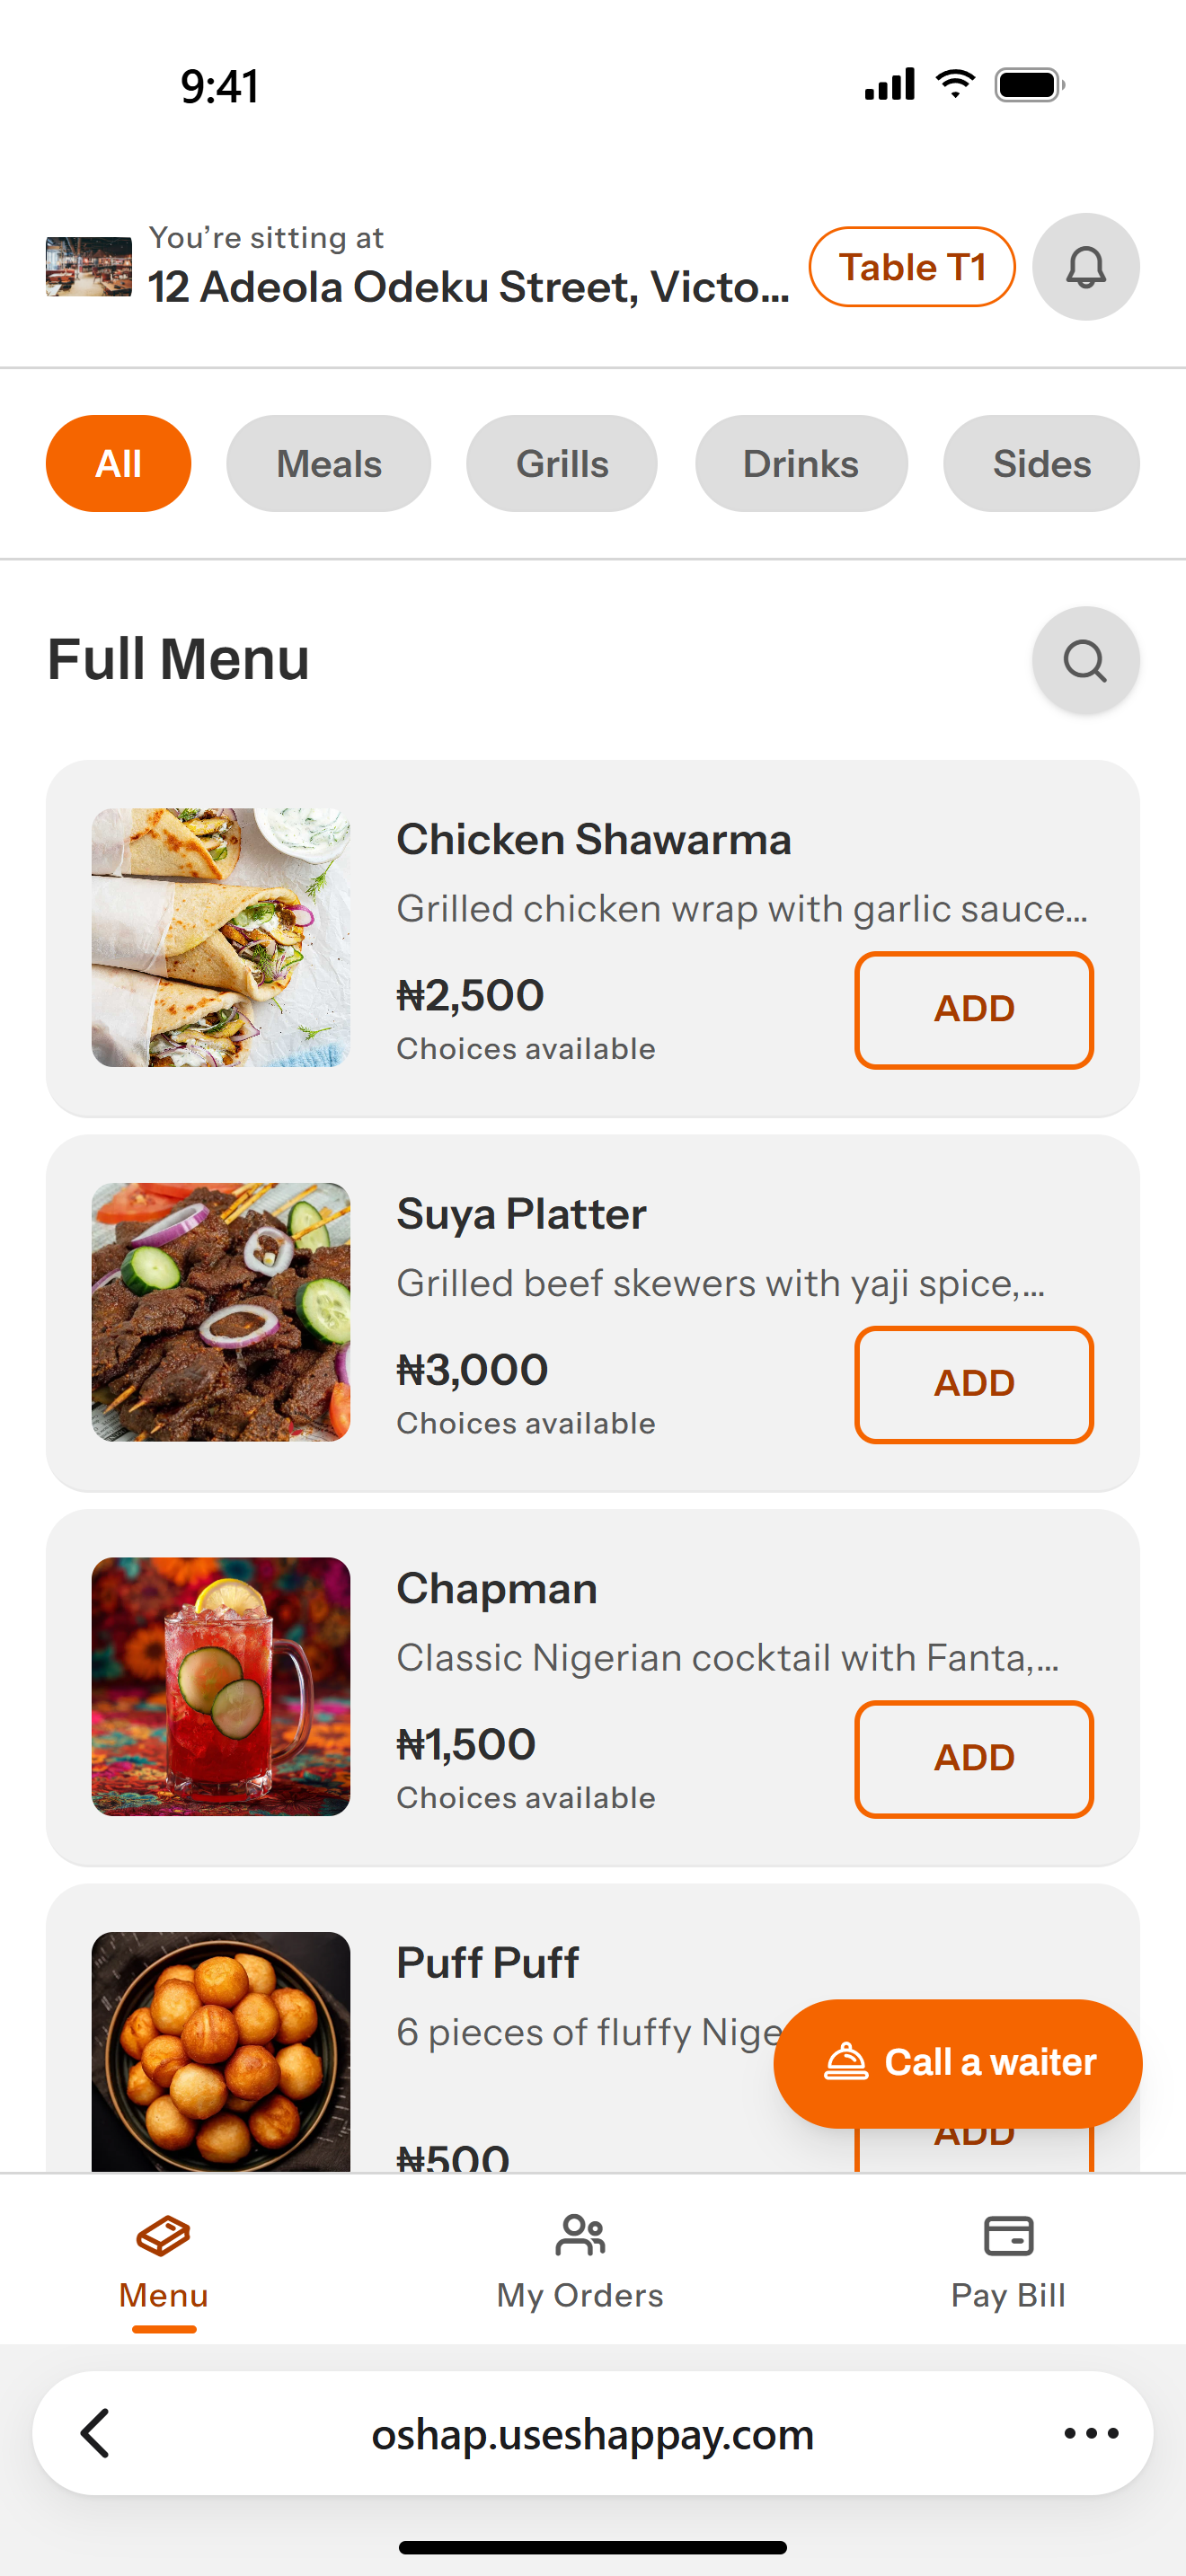 9:41
You're sitting at
12 Adeola Odeku Street, Victo...
Table T1
All
Meals
Grills
Drinks
Sides
Full Menu
Chicken Shawarma
Grilled chicken wrap with garlic sauce...
₦2,500
Choices available
ADD
Suya Platter
Grilled beef skewers with yaji spice,...
₦3,000
Choices available
ADD
Chapman
Classic Nigerian cocktail with Fanta,...
₦1,500
Choices available
ADD
Puff Puff
6 pieces of fluffy Nige
Call a waiter
₦500
ADD
Menu
My Orders
Pay Bill
oshap.useshappay.com